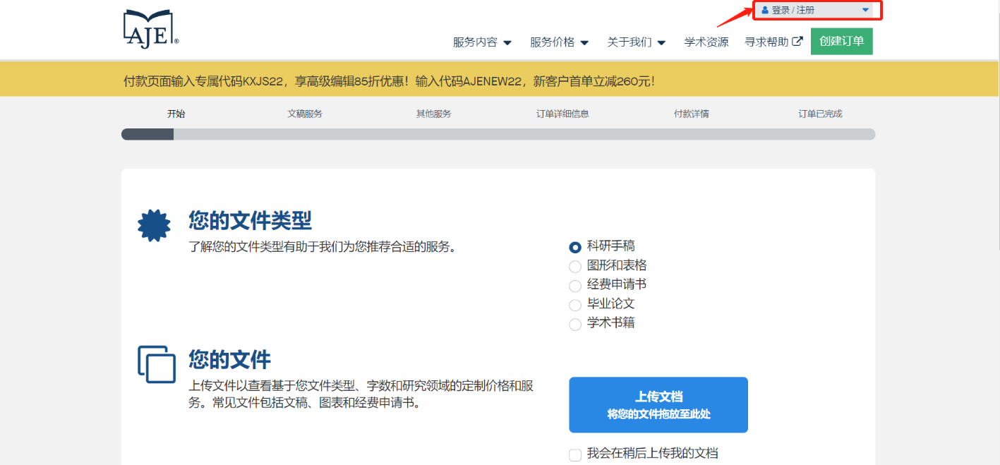 登录 / 注册
AJE®
服务内容
服务价格
关于我们
学术资源
寻求帮助
创建订单
付款页面输入专属代码KXJS22，享高级编辑85折优惠！输入代码AJENEW22，新客户首单立减260元！
开始
文稿服务
其他服务
订单详细信息
付款详情
订单已完成
您的文件类型
了解您的文件类型有助于我们为您推荐合适的服务。
科研手稿
图形和表格
经费申请书
毕业论文
学术书籍
您的文件
上传文件以查看基于您文件类型、字数和研究领域的定制价格和服
务。常见文件包括文稿、图表和经费申请书。
上传文档
将您的文件拖放至此处
我会在稍后上传我的文档